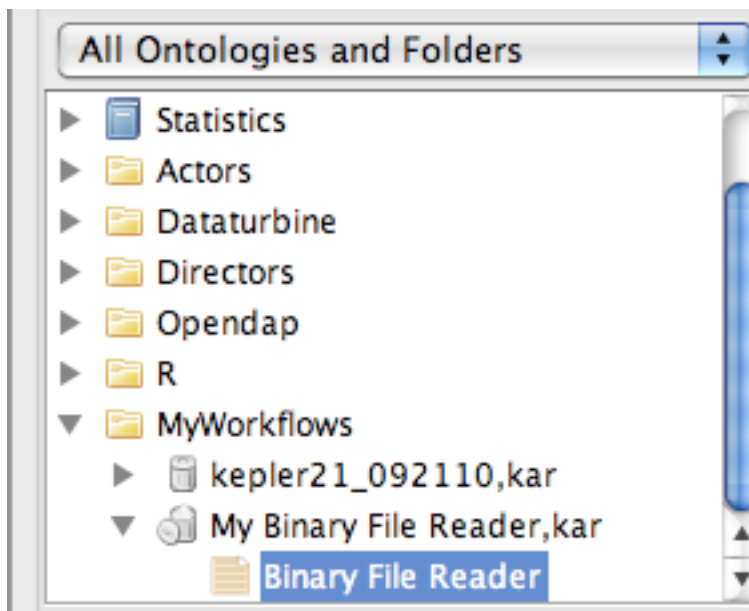 All Ontologies and Folders
Statistics
Actors
Dataturbine
Directors
Opendap
R
MyWorkflows
kepler21_092110,kar
My Binary File Reader,kar
Binary File Reader